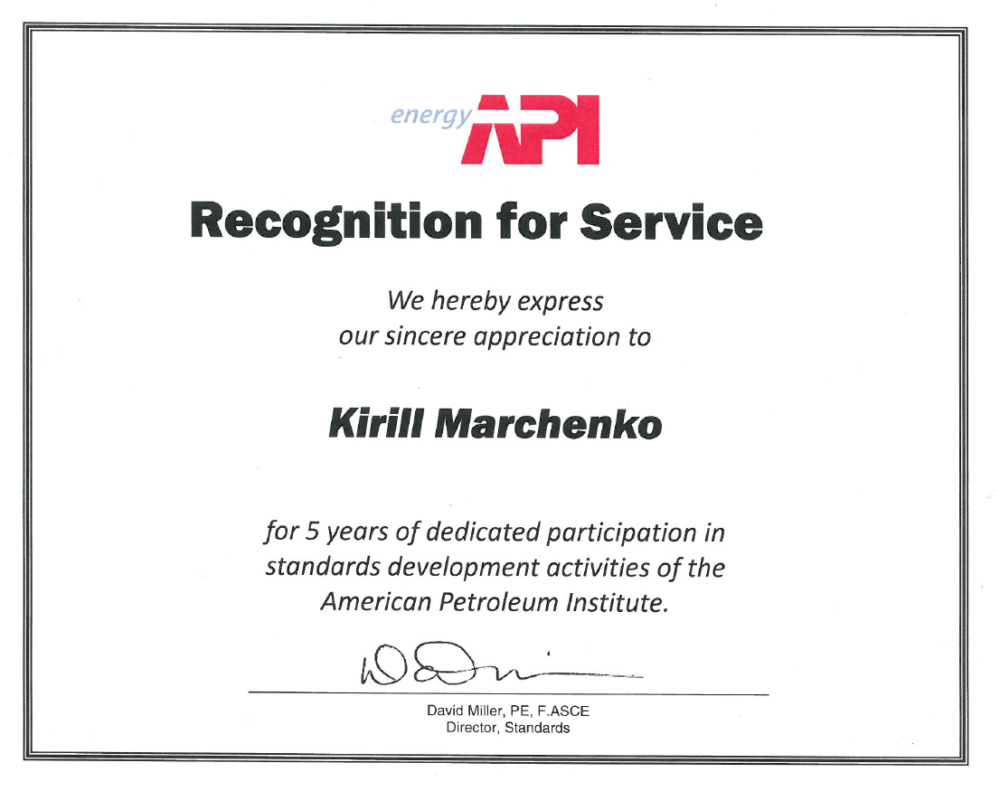 energy API
Recognition for Service
We hereby express
our sincere appreciation to
Kirill Marchenko
for 5 years of dedicated participation in
standards development activities of the
American Petroleum Institute.
David Miller, PE, F.ASCE
Director, Standards